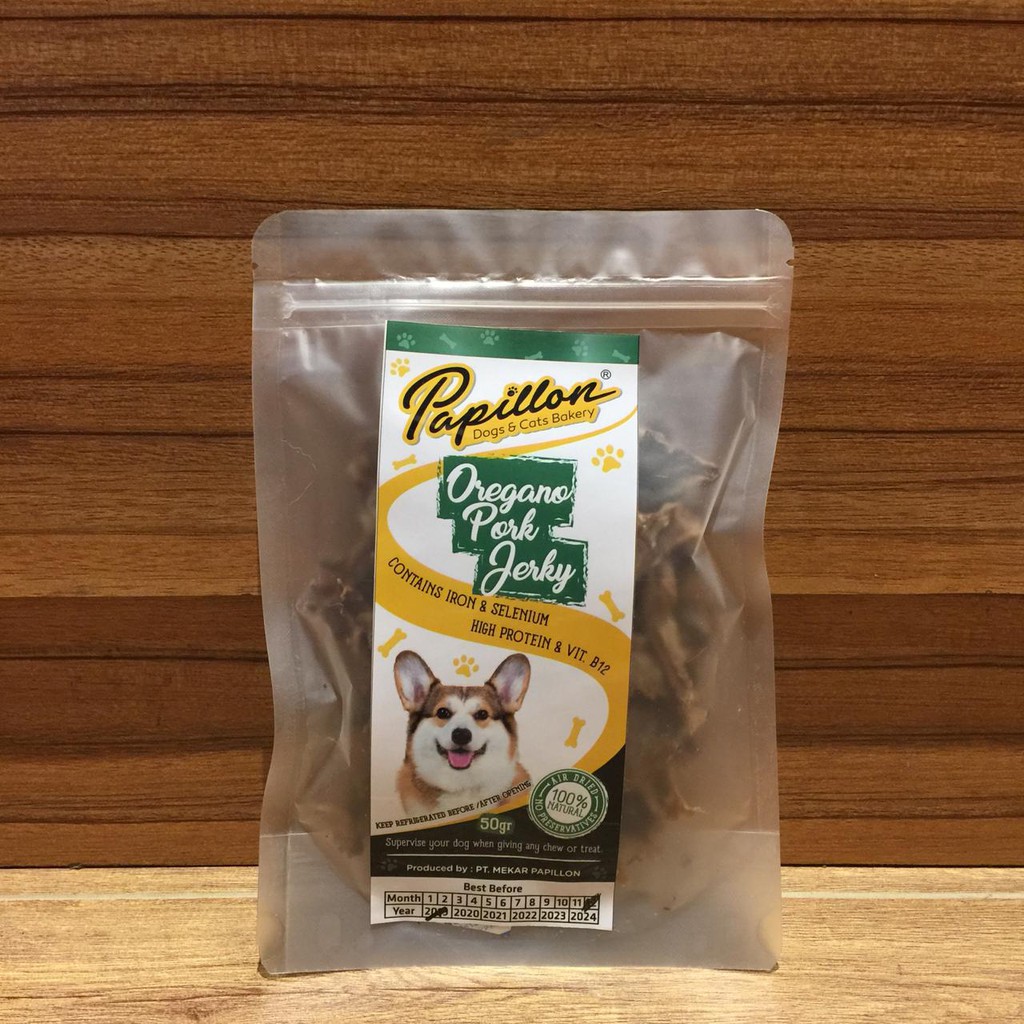 Papillon®
Dogs & Cats Bakery
Oregano
Pork
Jerky
CONTAINS IRON & SELENIUM
HIGH PROTEIN & VIT. B12
AIR DRIED
100%
NATURAL
NO PRESERVATIVES
KEEP REFRIGERATED BEFORE / AFTER OPENING
50gr
Supervise your dog when giving any chew or treat.
Produced by : PT. MEKAR PAPILLON
Best Before
Month 1 2 3 4 5 6 7 8 9 10 11
Year 2019 2020 2021 2022 2023 2024